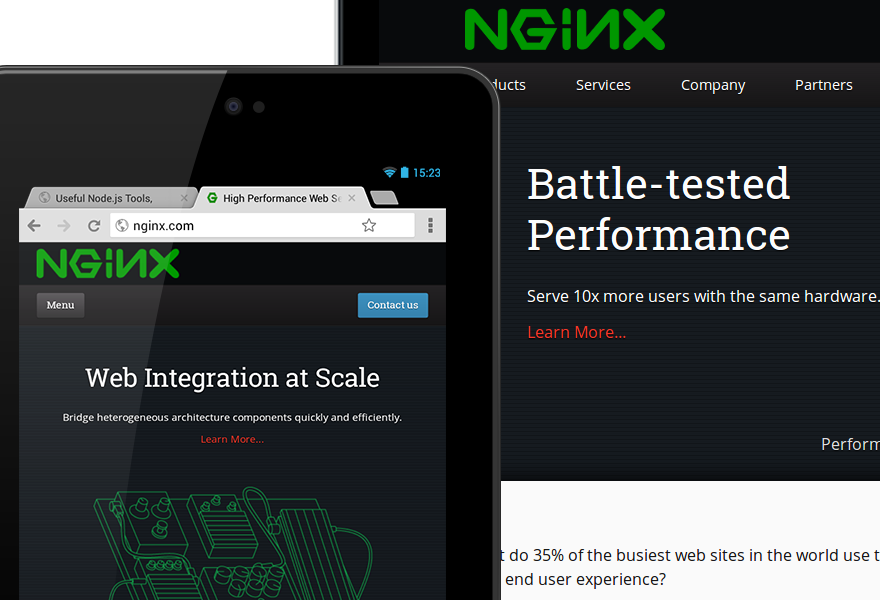 NGINX
Services Company Partners
Battle-tested
Performance
Serve 10x more users with the same hardware.
Learn More...
do 35% of the busiest web sites in the world use
end user experience?
15:23
Useful Node.js Tools,
High Performance Web
nginx.com
NGINX
Menu
Contact us
Web Integration at Scale
Bridge heterogeneous architecture components quickly and efficiently.
Learn More...